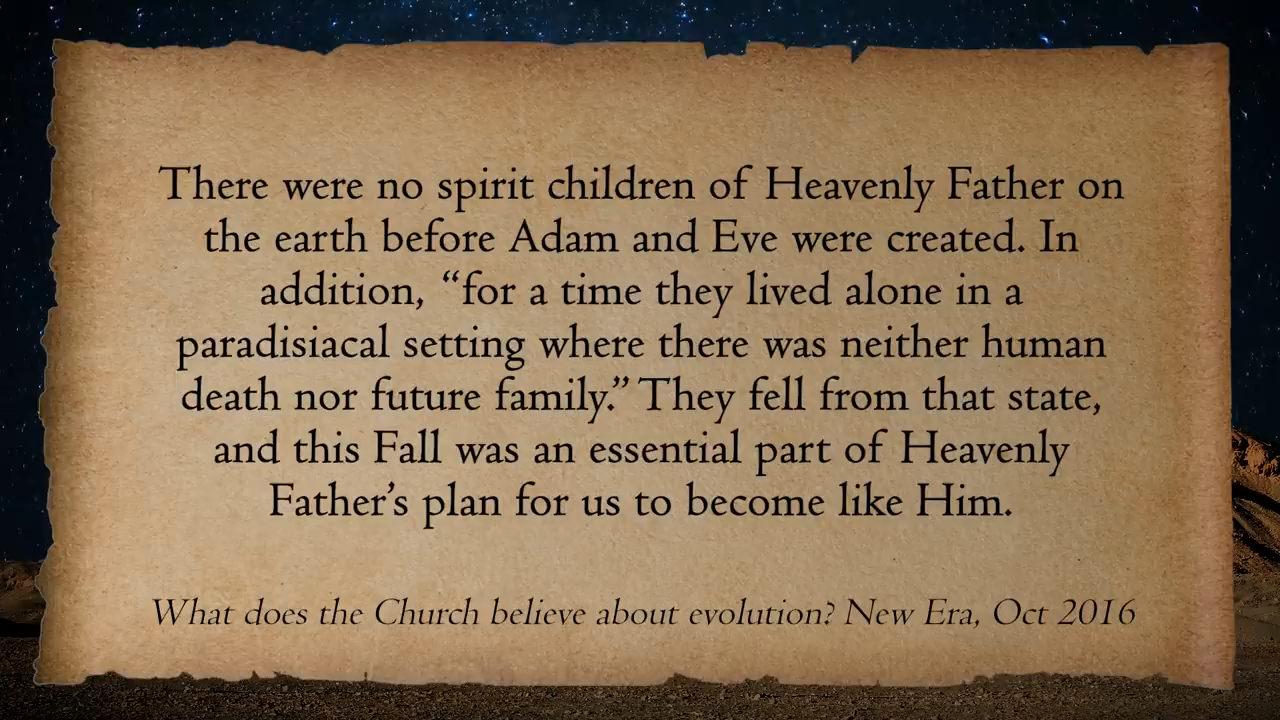 There were no spirit children of Heavenly Father on
the earth before Adam and Eve were created. In
addition, “for a time they lived alone in a
paradisiacal setting where there was neither human
death nor future family.” They fell from that state,
and this Fall was an essential part of Heavenly
Father’s plan for us to become like Him.
What does the Church believe about evolution? New Era, Oct 2016